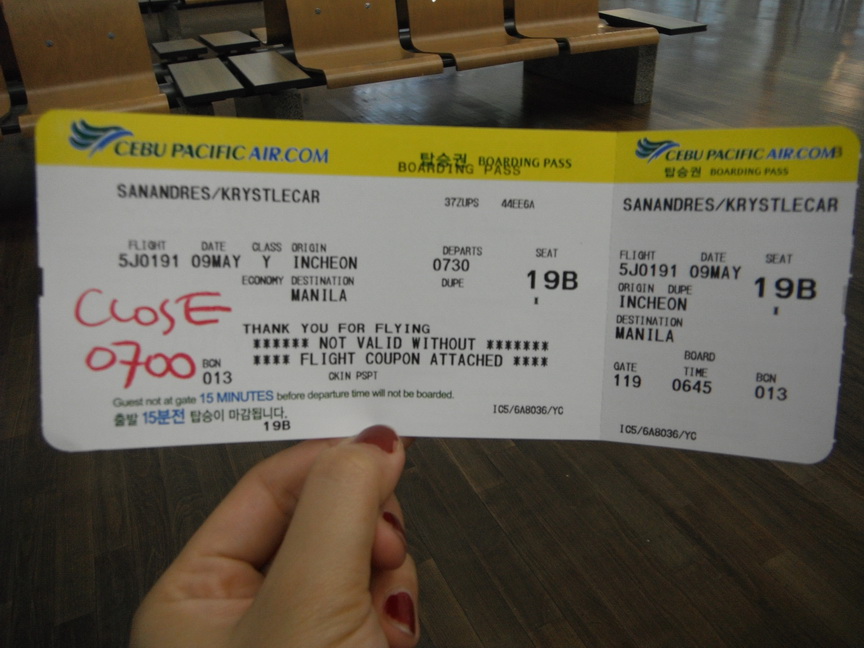 CEBU PACIFIC AIR.COM
탑승권 BOARDING PASS
BOARDING PASS
SANANDRES/KRYSTLECAR
37ZUPS 44EE6A
FLIGHT DATE CLASS ORIGIN DEPARTS SEAT
5J0191 09MAY Y INCHEON 0730 19B
ECONOMY DESTINATION DUPE
MANILA
CLOSE
0700
THANK YOU FOR FLYING
****** NOT VALID WITHOUT *******
**** FLIGHT COUPON ATTACHED ****
BCN
013
CKIN PSPT
Guest not at gate 15 MINUTES before departure time will not be boarded.
출발 15분전 탑승이 마감됩니다.
19B
IC5/6A8036/YC
CEBU PACIFIC AIR.COM
탑승권 BOARDING PASS
SANANDRES/KRYSTLECAR
FLIGHT DATE SEAT
5J0191 09MAY 19B
ORIGIN DUPE
INCHEON
DESTINATION
MANILA
BOARD
GATE TIME BCN
119 0645 013
IC5/6A8036/YC